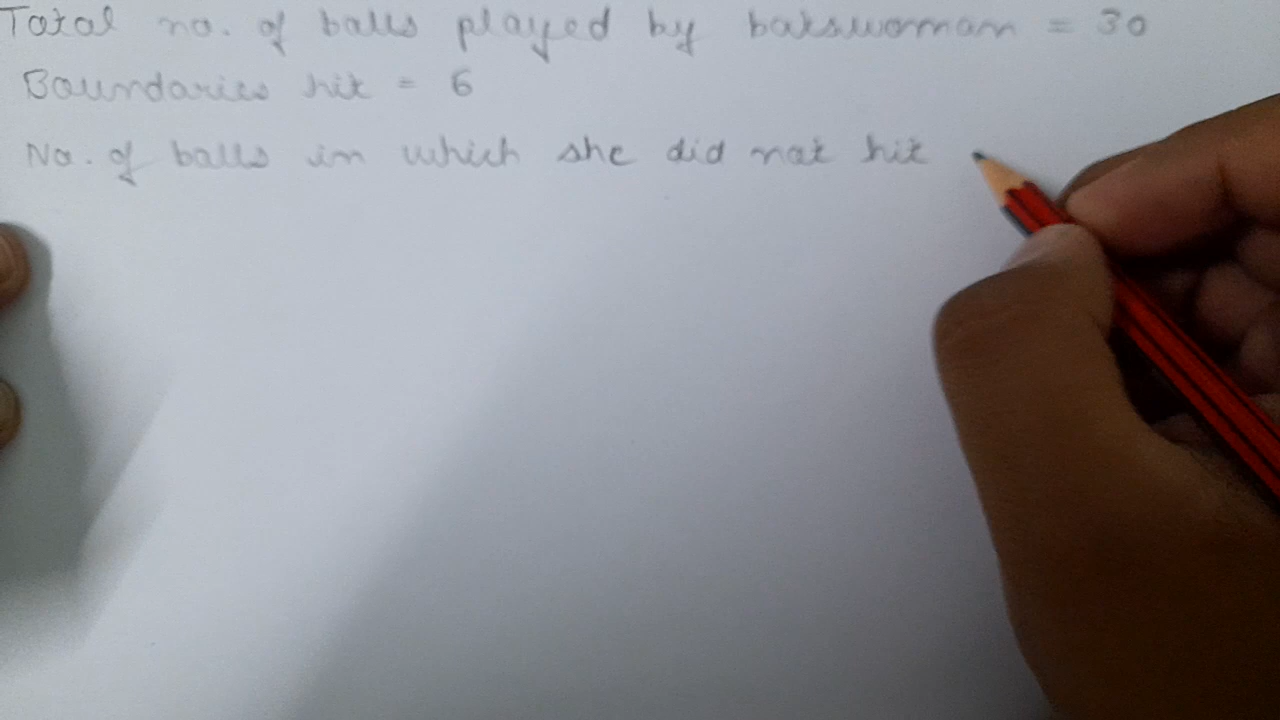 Total no. of balls played by batswoman = 30
Boundaries hit = 6
No. of balls in which she did not hit